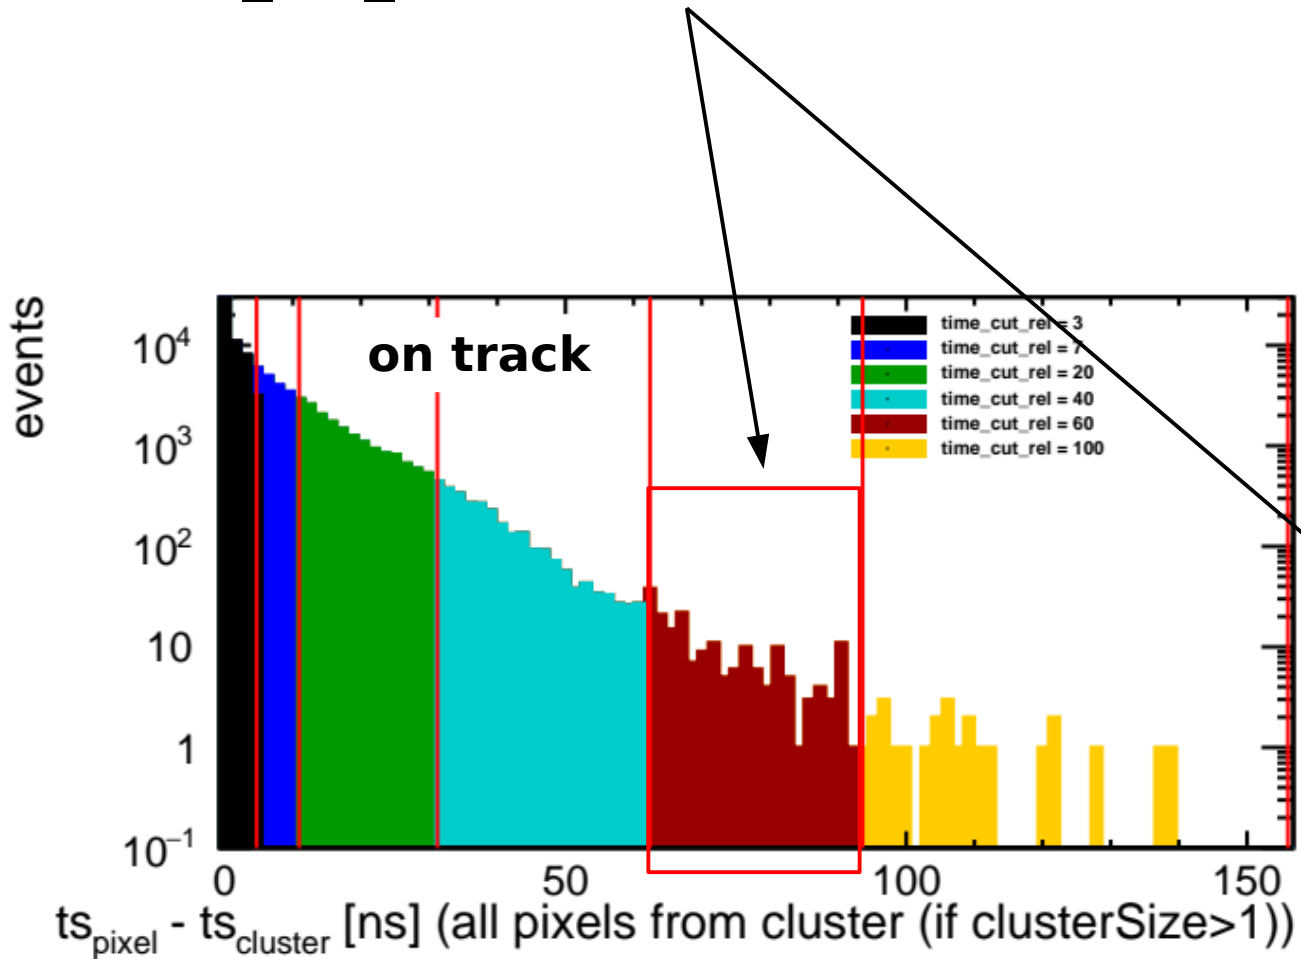 on track
events
10⁴
10³
10²
10
1
10⁻¹
time_cut_rel = 3
time_cut_rel = 7
time_cut_rel = 20
time_cut_rel = 40
time_cut_rel = 60
time_cut_rel = 100
0 50 100 150
ts_pixel - ts_cluster [ns] (all pixels from cluster (if clusterSize>1))